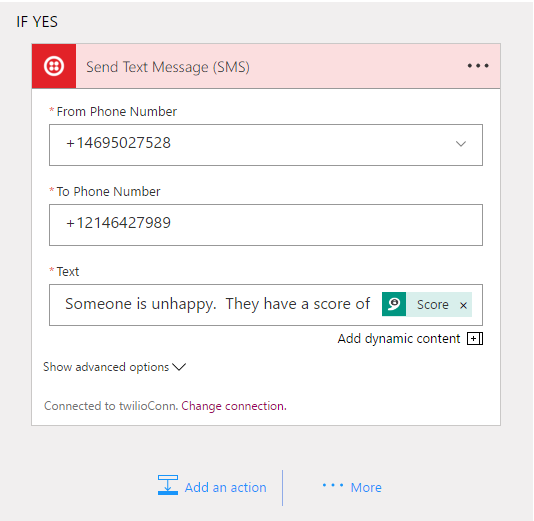 IF YES
Send Text Message (SMS)
* From Phone Number
+14695027528
* To Phone Number
+12146427989
* Text
Someone is unhappy.  They have a score of Score ×
Add dynamic content
Show advanced options
Connected to twilioConn. Change connection.
Add an action
More